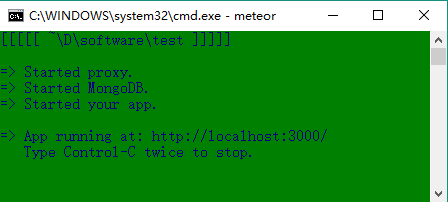 C:\WINDOWS\system32\cmd.exe - meteor
[[[[[ ~\D\software\test ]]]]]
=> Started proxy.
=> Started MongoDB.
=> Started your app.
=> App running at: http://localhost:3000/
Type Control-C twice to stop.